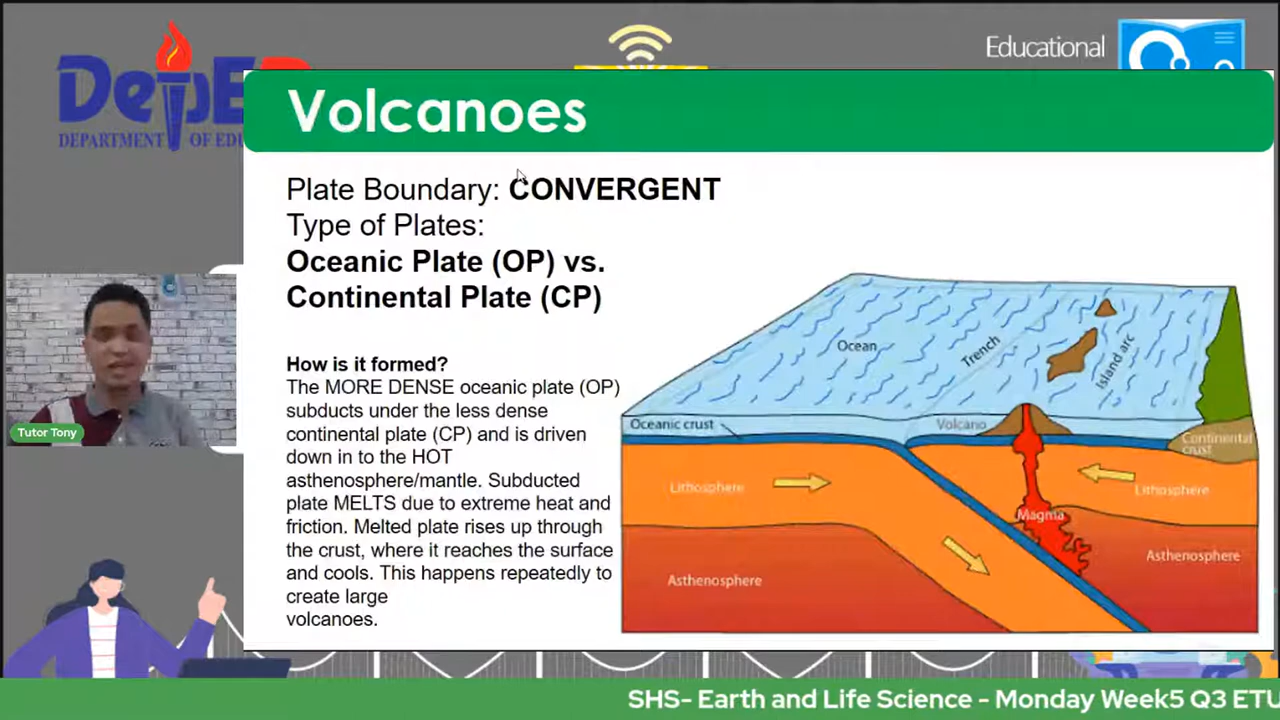 DepE
DEPARTMENT OF EDU
Educational
Volcanoes
Plate Boundary: CONVERGENT
Type of Plates:
Oceanic Plate (OP) vs.
Continental Plate (CP)
How is it formed?
The MORE DENSE oceanic plate (OP)
subducts under the less dense
continental plate (CP) and is driven
down in to the HOT
asthenosphere/mantle. Subducted
plate MELTS due to extreme heat and
friction. Melted plate rises up through
the crust, where it reaches the surface
and cools. This happens repeatedly to
create large
volcanoes.
Ocean
Trench
Island arc
Oceanic crust
Volcano
Continental
crust
Lithosphere
Lithosphere
Magma
Asthenosphere
Asthenosphere
Tutor Tony
SHS- Earth and Life Science - Monday Week5 Q3 ETU